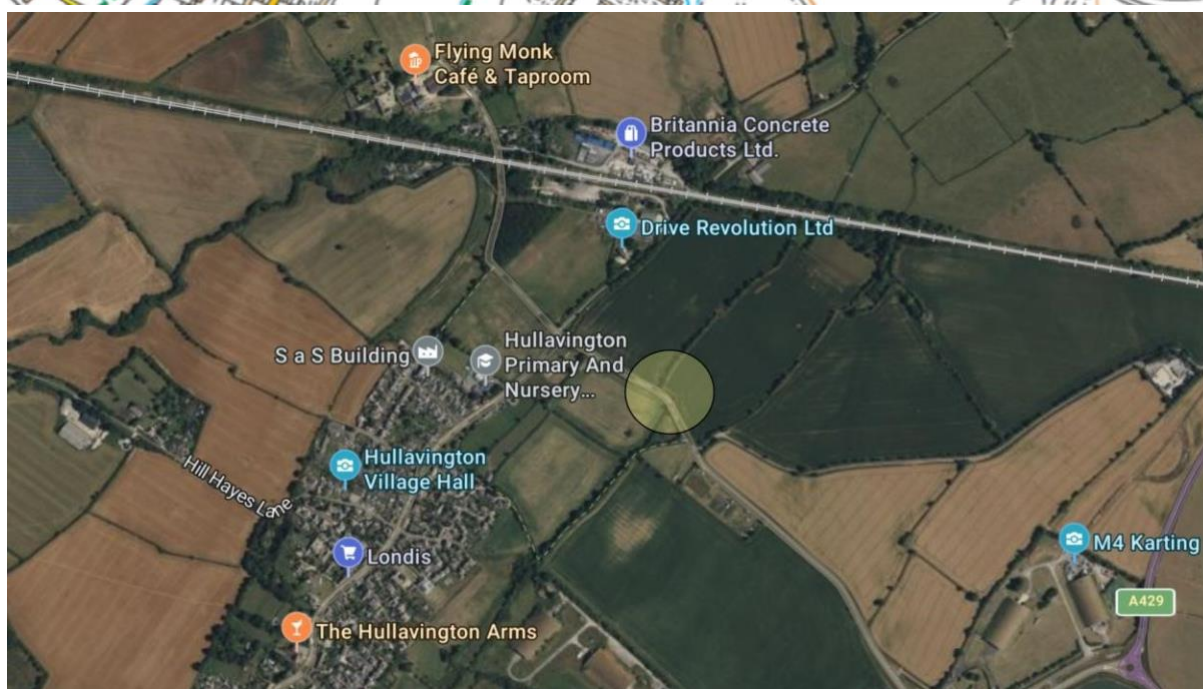 Flying Monk
Café & Taproom
Britannia Concrete
Products Ltd.
Drive Revolution Ltd
S a S Building
Hullavington
Primary And
Nursery...
Hullavington
Village Hall
Hill Hayes Lane
Londis
M4 Karting
A429
The Hullavington Arms